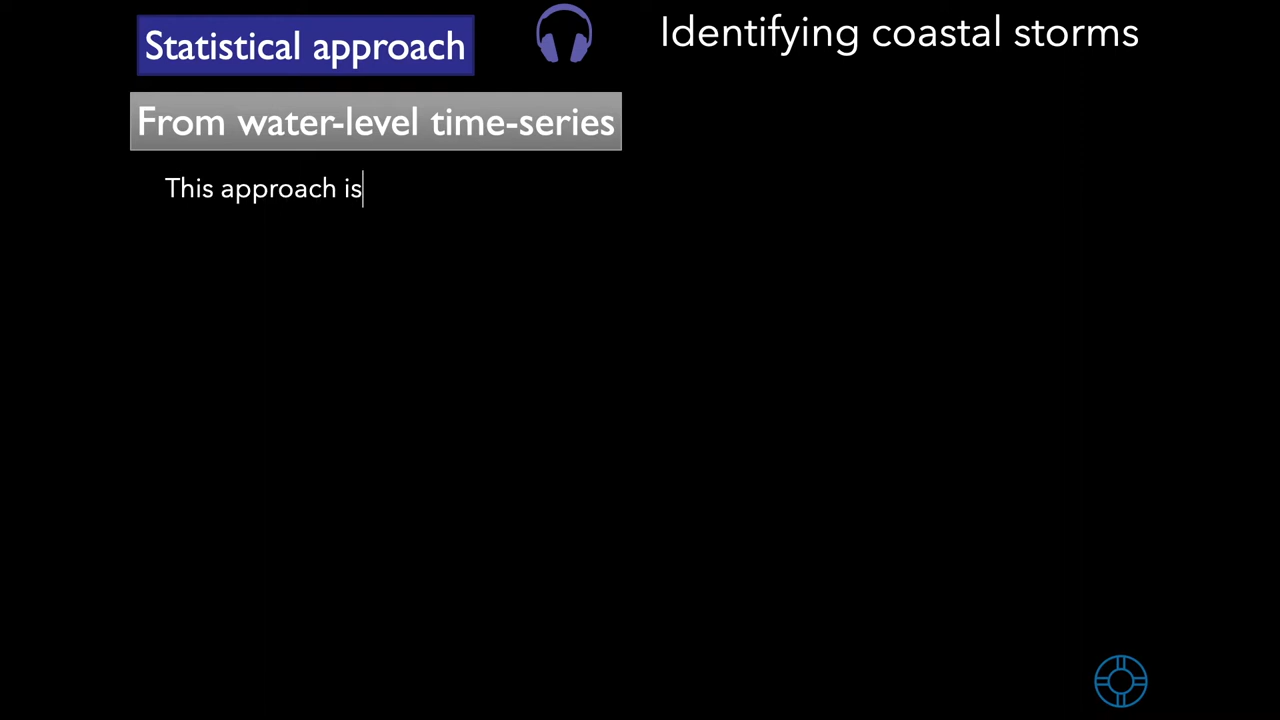 Statistical approach
Identifying coastal storms
From water-level time-series
This approach is